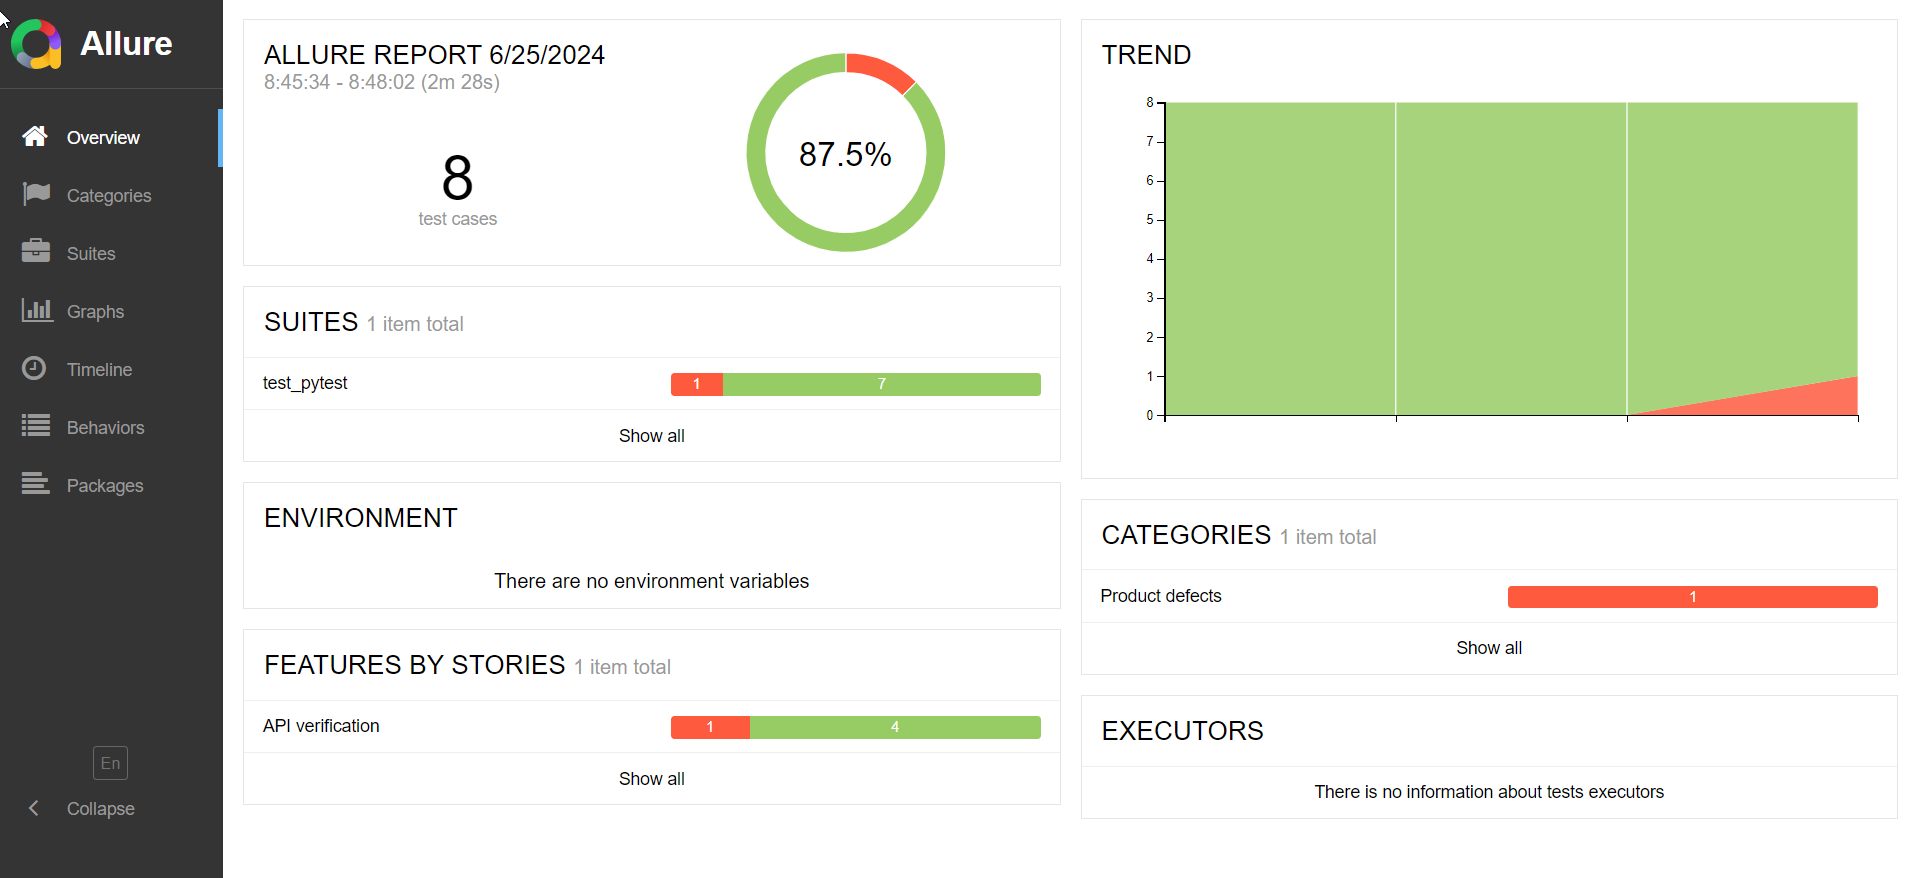 Allure
Overview
Categories
Suites
Graphs
Timeline
Behaviors
Packages
En
Collapse
ALLURE REPORT 6/25/2024
8:45:34 - 8:48:02 (2m 28s)
8
test cases
87.5%
SUITES 1 item total
test_pytest 1 7
Show all
ENVIRONMENT
There are no environment variables
FEATURES BY STORIES 1 item total
API verification 1 4
Show all
TREND
8
7
6
5
4
3
2
1
0
CATEGORIES 1 item total
Product defects 1
Show all
EXECUTORS
There is no information about tests executors